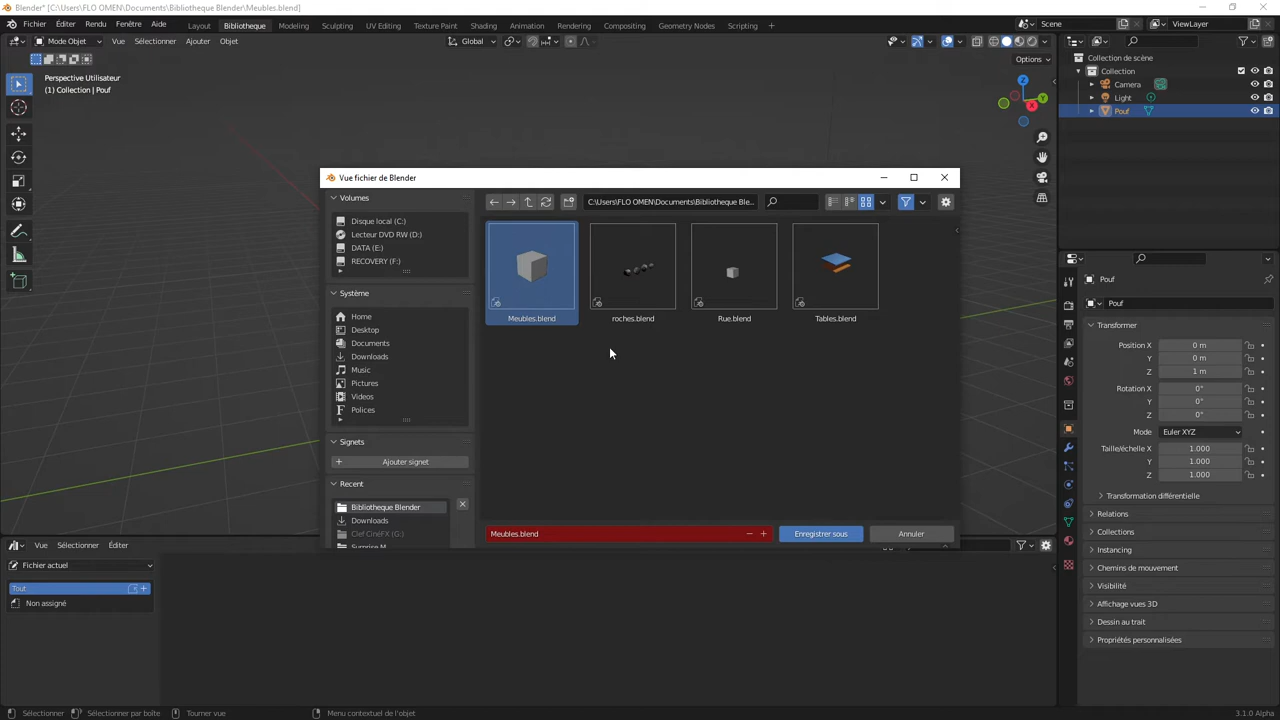 Blender* [C:\Users\FLO OMEN\Documents\Bibliotheque Blender\Meubles.blend]
Fichier Éditer Rendu Fenêtre Aide Layout Bibliotheque Modeling Sculpting UV Editing Texture Paint Shading Animation Rendering Compositing Geometry Nodes Scripting + Scene ViewLayer
Mode Objet Vue Sélectionner Ajouter Objet Global
Options
Perspective Utilisateur
(1) Collection | Pouf
Z
Y
X
Collection de scène
Collection
Camera
Light
Pouf
Vue fichier de Blender
Volumes
Disque local (C:)
Lecteur DVD RW (D:)
DATA (E:)
RECOVERY (F:)
Système
Home
Desktop
Documents
Downloads
Music
Pictures
Videos
Polices
Signets
Ajouter signet
Recent
Bibliotheque Blender
Downloads
Clef CinéFX (G:)
Surprise M
C:\Users\FLO OMEN\Documents\Bibliotheque Ble...
Meubles.blend
roches.blend
Rue.blend
Tables.blend
Meubles.blend
Enregistrer sous
Annuler
Pouf
Pouf
Transformer
Position X 0 m
Y 0 m
Z 1 m
Rotation X 0°
Y 0°
Z 0°
Mode Euler XYZ
Taille/échelle X 1.000
Y 1.000
Z 1.000
Transformation différentielle
Relations
Collections
Instancing
Chemins de mouvement
Visibilité
Affichage vues 3D
Dessin au trait
Propriétés personnalisées
Vue Sélectionner Éditer
Fichier actuel
Tout
Non assigné
Sélectionner Sélectionner par boîte Tourner vue Menu contextuel de l'objet 3.1.0 Alpha